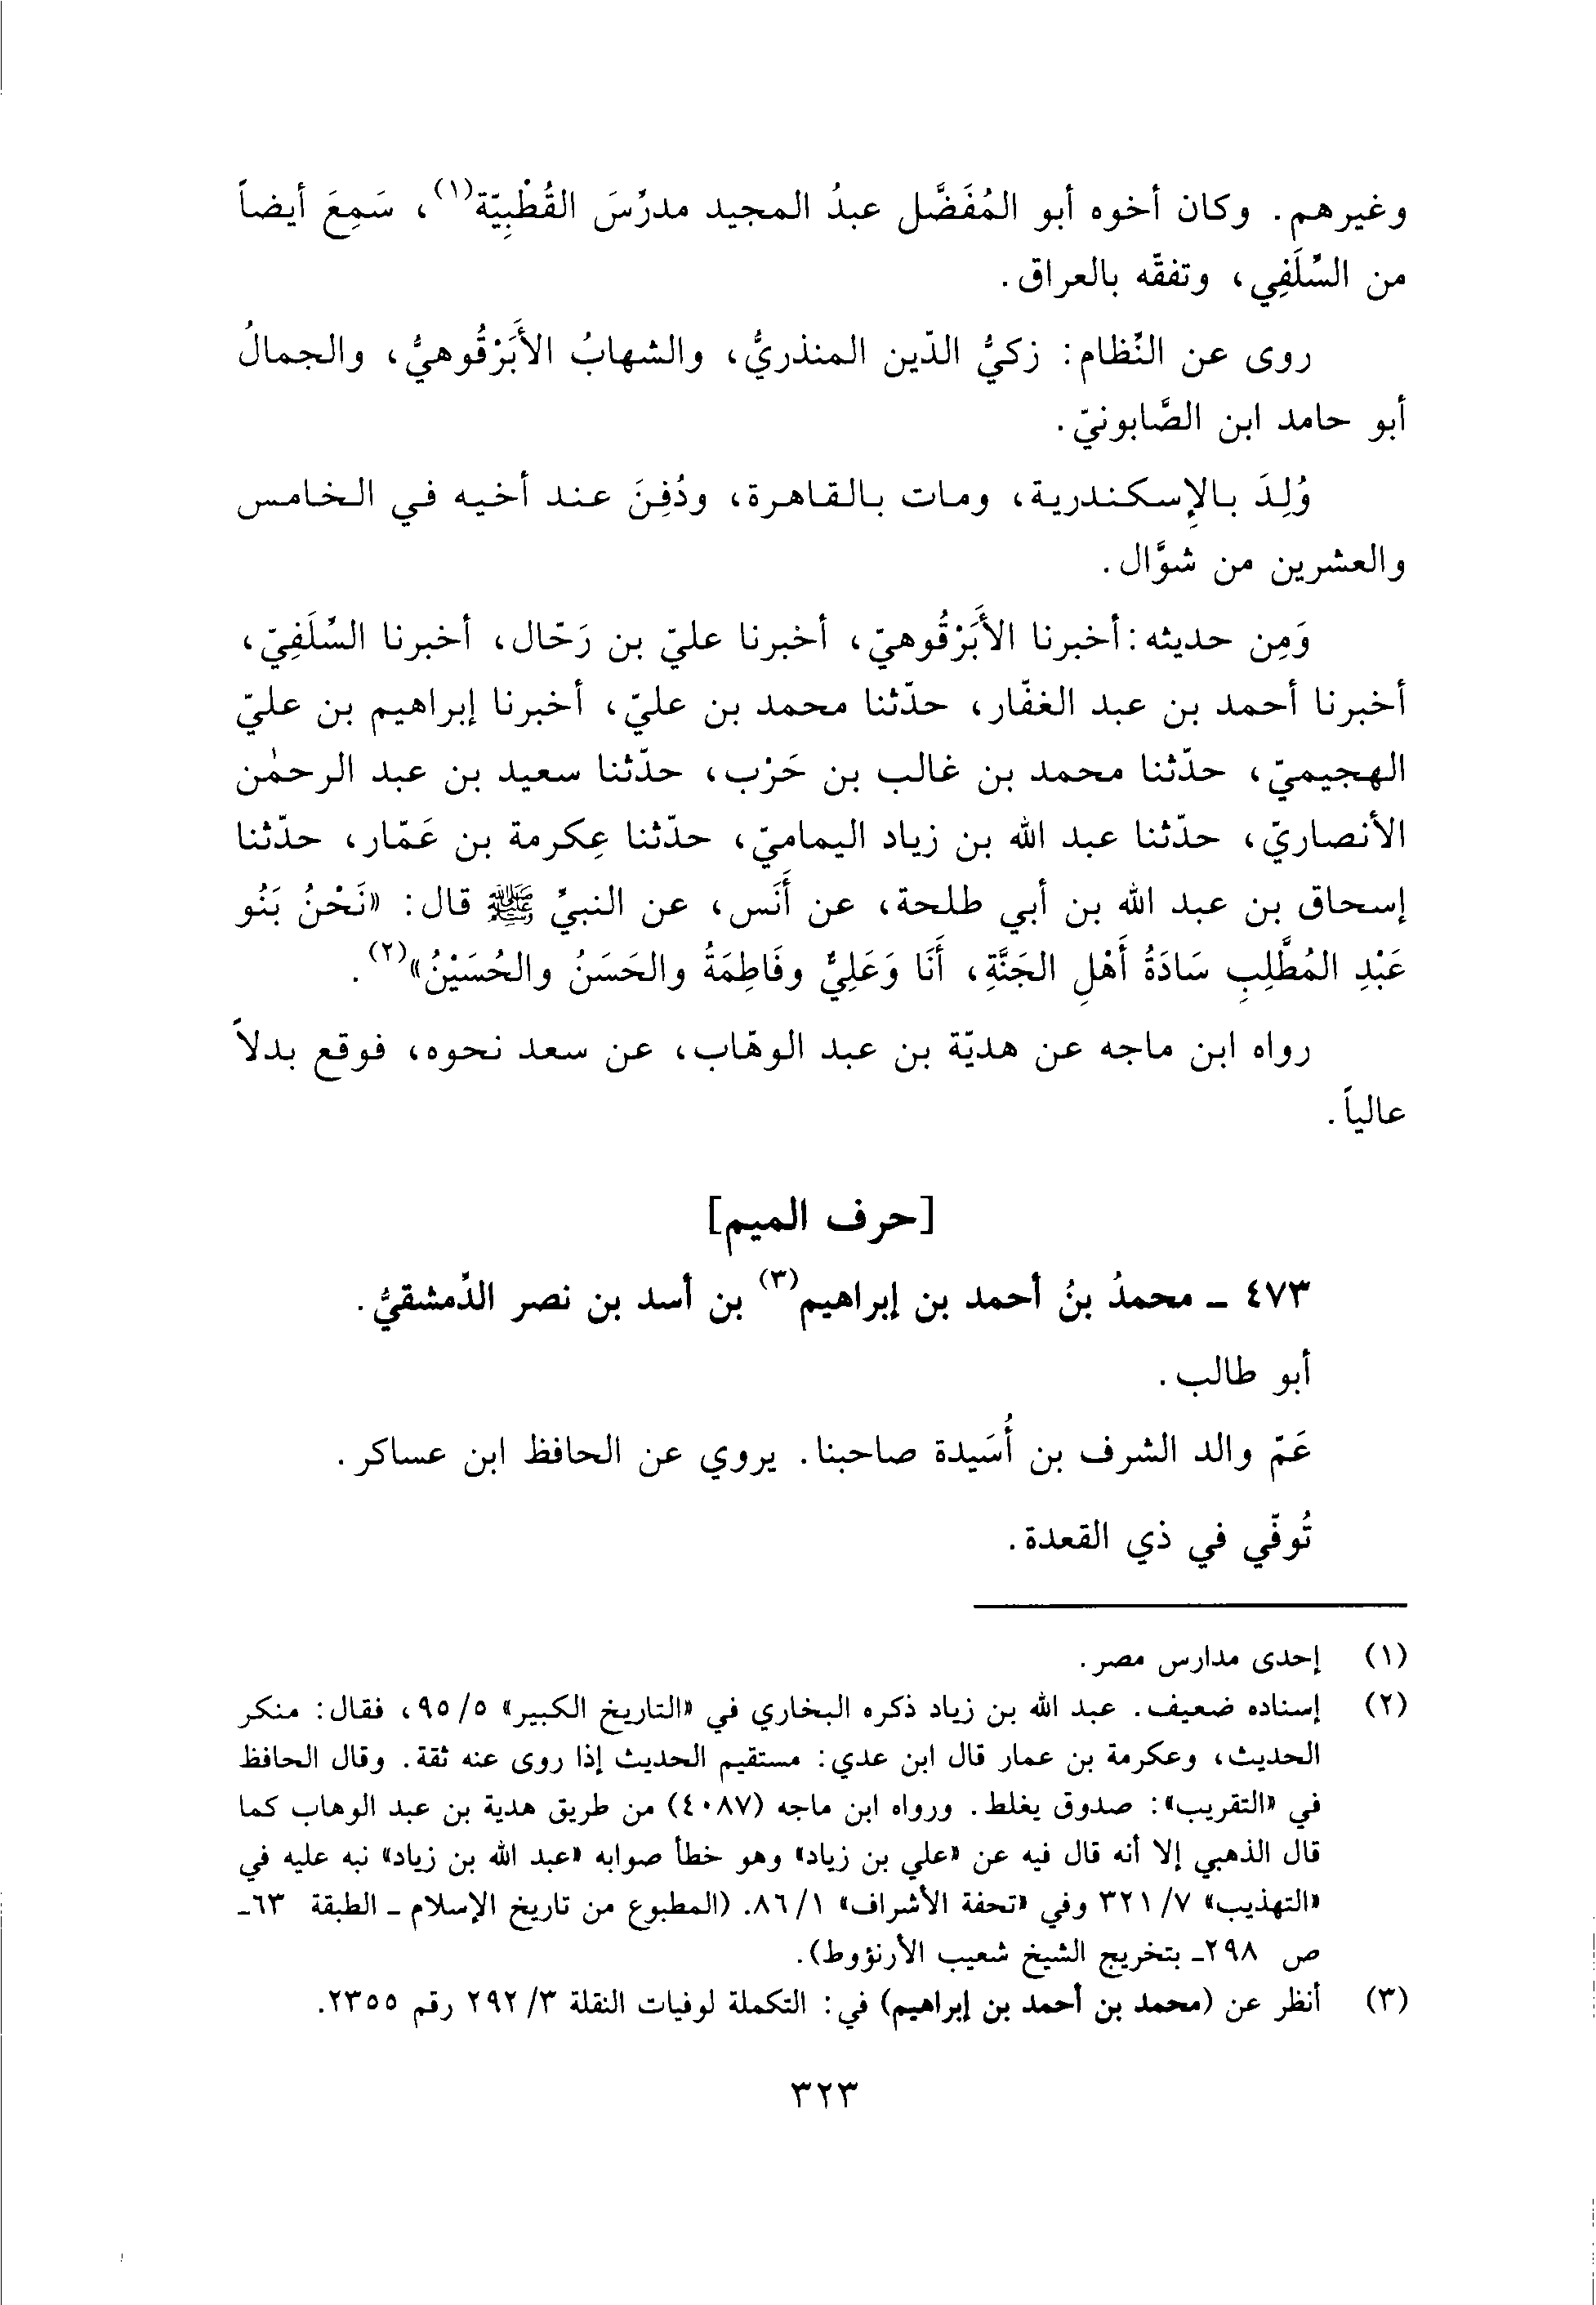 وغيرهم. وكان أخوه أبو المُفَضَّل عبدُ المجيد مدرِّسَ القُطْبِيّة(١)، سَمِعَ أيضاً
من السِّلَفِي، وتفقّه بالعراق.
روى عن النِّظام: زكيُّ الدّين المنذريُّ، والشهابُ الأَبَرْقُوهيُّ، والجمالُ
أبو حامد ابن الصَّابونيّ.
وُلِدَ بالإسكندرية، ومات بالقاهرة، ودُفِنَ عند أخيه في الخامس
والعشرين من شوَّال.
وَمِن حديثه: أخبرنا الأَبَرْقُوهيّ، أخبرنا عليّ بن رَحّال، أخبرنا السِّلَفِيّ،
أخبرنا أحمد بن عبد الغفّار، حدّثنا محمد بن عليّ، أخبرنا إبراهيم بن عليّ
الهجيميّ، حدّثنا محمد بن غالب بن حَرْب، حدّثنا سعيد بن عبد الرحمٰن
الأنصاريّ، حدّثنا عبد الله بن زياد اليماميّ، حدّثنا عِكرمة بن عَمّار، حدّثنا
إسحاق بن عبد الله بن أبي طلحة، عن أَنَس، عن النبيِّ ﷺ قال: «نَحْنُ بَنُو
عَبْدِ المُطَّلِبِ سَادَةُ أَهْلِ الجَنَّةِ، أَنَا وَعَلِيٌّ وفَاطِمَةُ والحَسَنُ والحُسَيْنُ»(٢).
رواه ابن ماجه عن هديّة بن عبد الوهّاب، عن سعد نحوه، فوقع بدلاً
عالياً.
[حرف الميم]
٤٧٣ ـ محمدُ بنُ أحمد بن إبراهيم(٣) بن أسد بن نصر الدِّمشقيُّ.
أبو طالب.
عَمّ والد الشرف بن أُسَيدة صاحبنا. يروي عن الحافظ ابن عساكر.
تُوفّي في ذي القعدة.
(١) إحدى مدارس مصر.
(٢) إسناده ضعيف. عبد الله بن زياد ذكره البخاري في «التاريخ الكبير» ٥/ ٩٥، فقال: منكر
الحديث، وعكرمة بن عمار قال ابن عدي: مستقيم الحديث إذا روى عنه ثقة. وقال الحافظ
في «التقريب»: صدوق يغلط. ورواه ابن ماجه (٤٠٨٧) من طريق هدية بن عبد الوهاب كما
قال الذهبي إلا أنه قال فيه عن «علي بن زياد» وهو خطأ صوابه «عبد الله بن زياد» نبه عليه في
«التهذيب» ٧/ ٣٢١ وفي «تحفة الأشراف» ١/ ٨٦. (المطبوع من تاريخ الإسلام ـ الطبقة ٦٣ـ
ص ٢٩٨ـ بتخريج الشيخ شعيب الأرنؤوط).
(٣) أنظر عن (محمد بن أحمد بن إبراهيم) في: التكملة لوفيات النقلة ٣/ ٢٩٢ رقم ٢٣٥٥.
٣٢٣